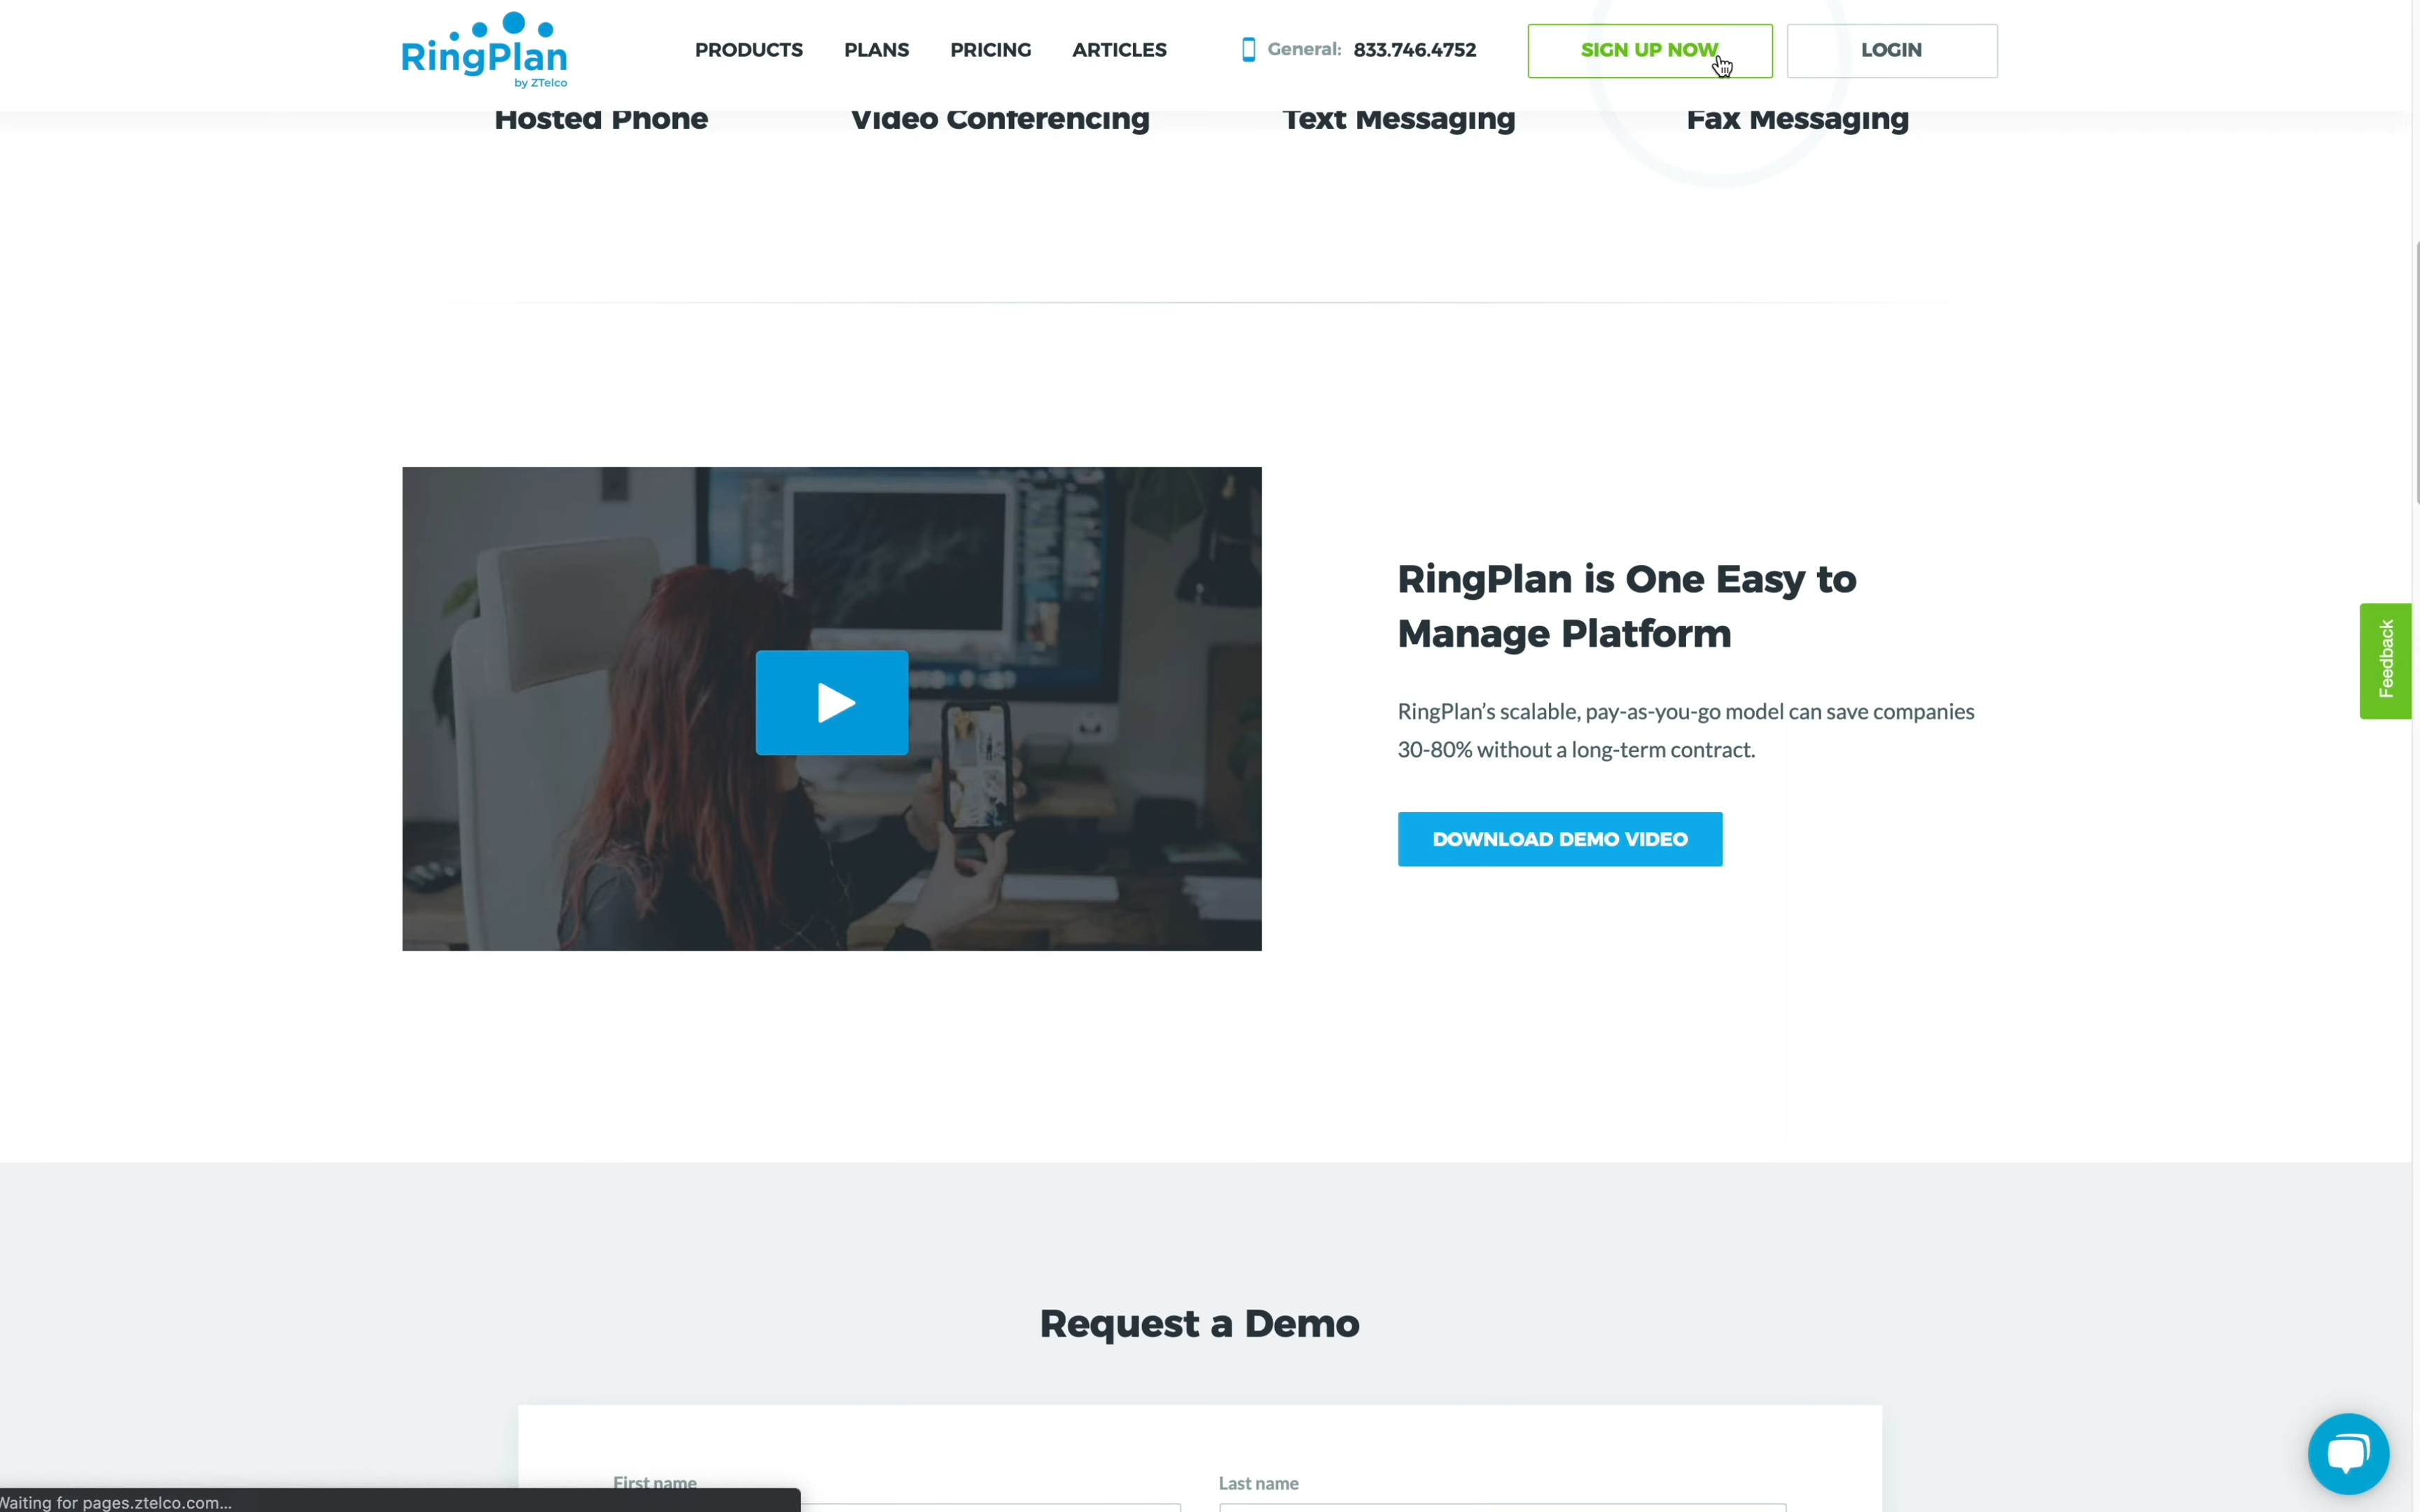 RingPlan
by ZTelco
PRODUCTS
PLANS
PRICING
ARTICLES
General: 833.746.4752
SIGN UP NOW
LOGIN
Hosted Phone
Video Conferencing
Text Messaging
Fax Messaging
RingPlan is One Easy to
Manage Platform
RingPlan's scalable, pay-as-you-go model can save companies
30-80% without a long-term contract.
DOWNLOAD DEMO VIDEO
Feedback
Request a Demo
First name
Last name
Waiting for pages.ztelco.com...